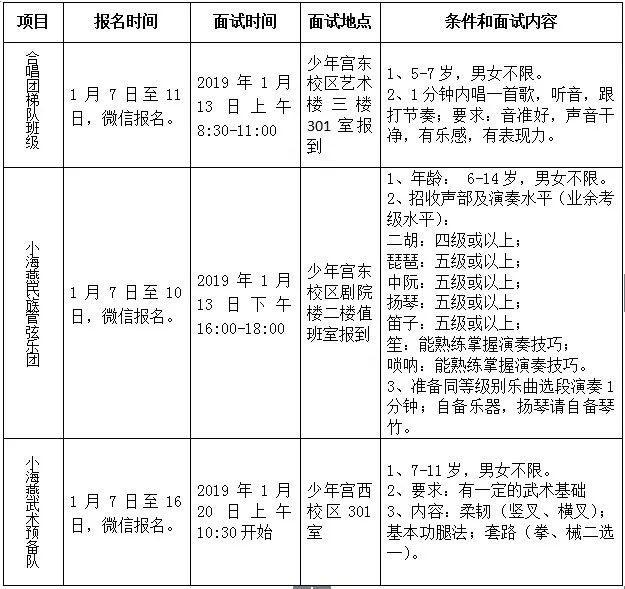 项目
报名时间
面试时间
面试地点
条件和面试内容
合唱团梯队班级
1月7日至11
日，微信报名。
2019年1月
13日上午
8:30-11:00
少年宫东
校区艺术
楼三楼
301室报
到
1、5-7岁，男女不限。
2、1分钟内唱一首歌，听音，跟
打节奏；要求：音准好，声音干
净，有乐感，有表现力。
小海燕民族管弦乐团
1月7日至10
日，微信报名。
2019年1月
13日下午
16:00-18:00
少年宫东
校区剧院
楼二楼值
班室报到
1、年龄： 6-14岁，男女不限。
2、招收声部及演奏水平（业余考
级水平）：
二胡：四级或以上；
琵琶：五级或以上；
中阮：五级或以上；
扬琴：五级或以上；
笛子：五级或以上；
笙：能熟练掌握演奏技巧；
唢呐：能熟练掌握演奏技巧。
3、准备同等级别乐曲选段演奏1
分钟；自备乐器，扬琴请自备琴
竹。
小海燕武术预备队
1月7日至16
日，微信报名。
2019年1月
20日上午
10:30开始
少年宫西
校区301
室
1、7-11岁，男女不限。
2、要求：有一定的武术基础
3、内容：柔韧（竖叉、横叉）；
基本功腿法；套路（拳、械二选
一）。